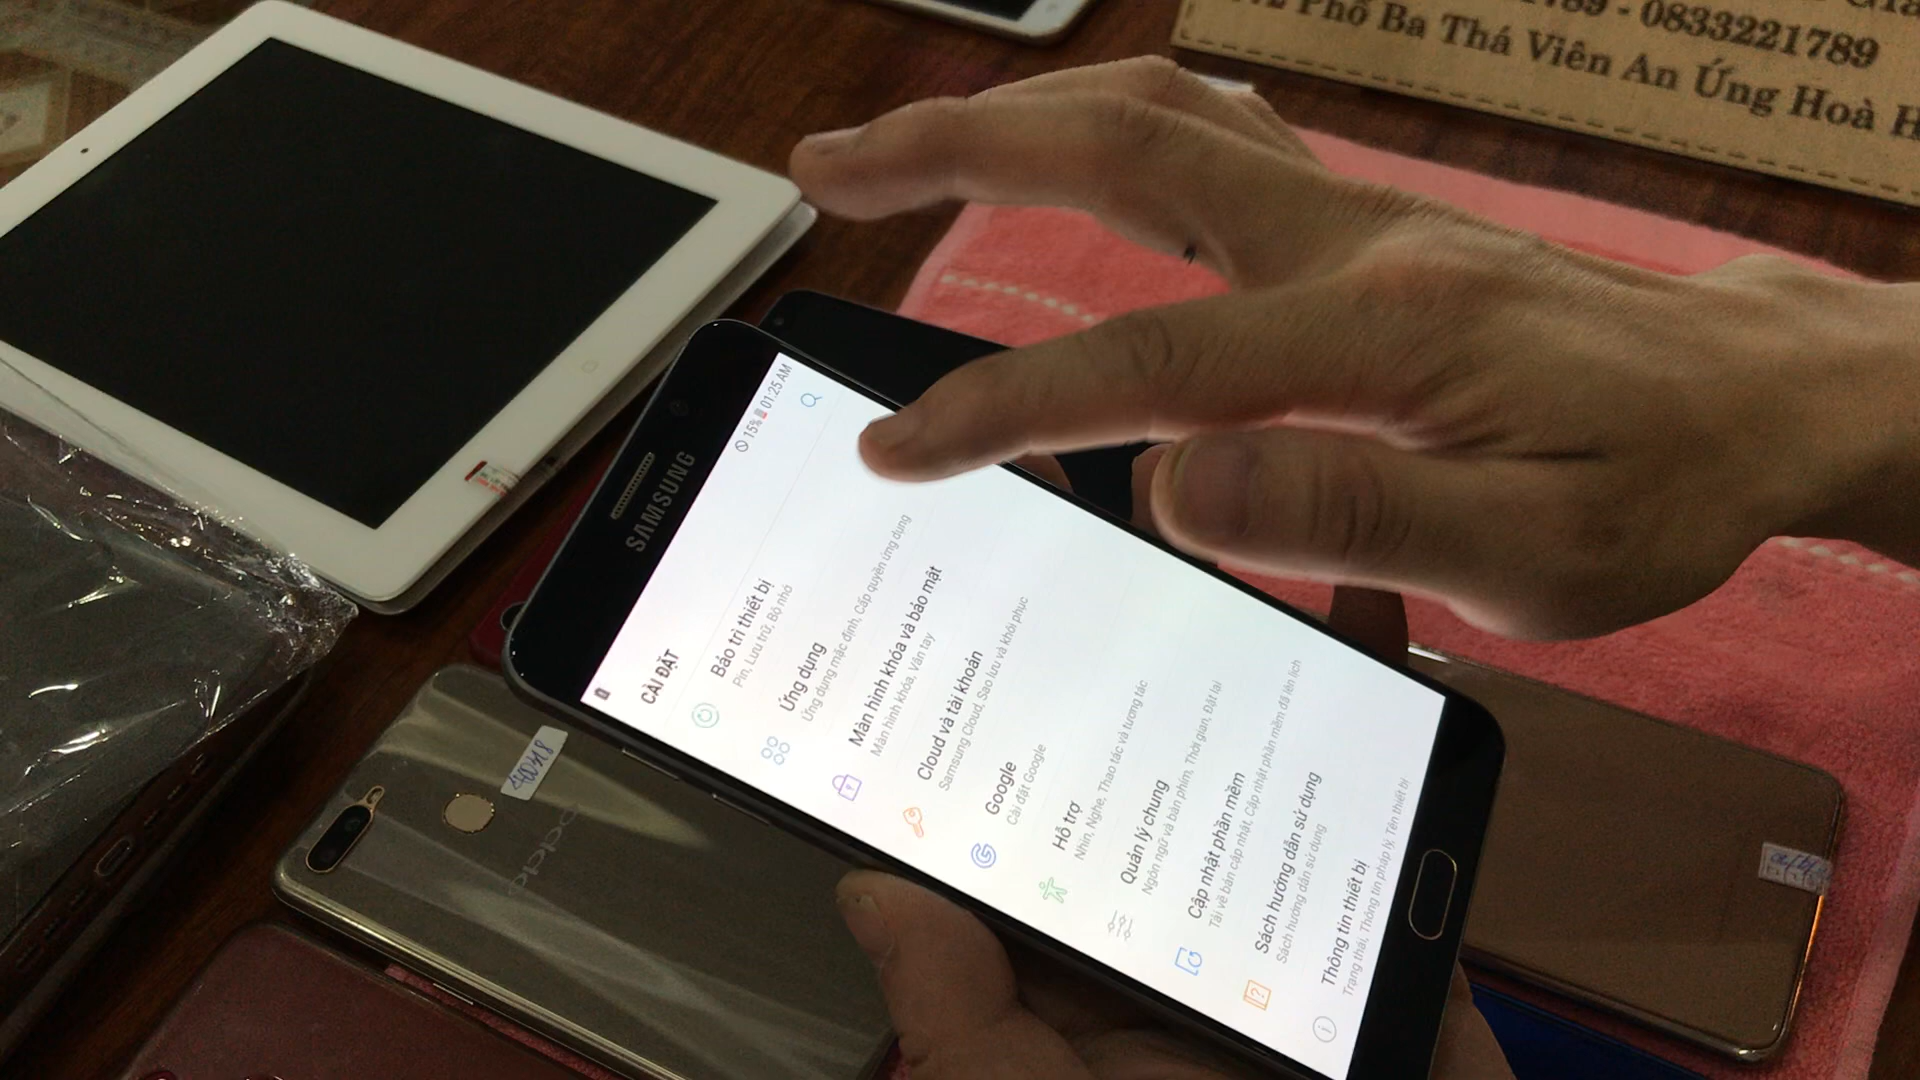 789 - 0833221789
Phố Ba Thá Viên An Ứng Hoà H
SAMSUNG
15% 01:25 AM
CÀI ĐẶT
Bảo trì thiết bị
Pin, Lưu trữ, Bộ nhớ
Ứng dụng
Ứng dụng mặc định, Cấp quyền ứng dụng
Màn hình khóa và bảo mật
Màn hình khóa, Vân tay
Cloud và tài khoản
Samsung Cloud, Sao lưu và khôi phục
Google
Cài đặt Google
Hỗ trợ
Nhìn, Nghe, Thao tác và tương tác
Quản lý chung
Ngôn ngữ và bàn phím, Thời gian, Đặt lại
Cập nhật phần mềm
Tải về bản cập nhật, Cập nhật phần mềm đã lên lịch
Sách hướng dẫn sử dụng
Sách hướng dẫn sử dụng
Thông tin thiết bị
Trạng thái, Thông tin pháp lý, Tên thiết bị
oppo